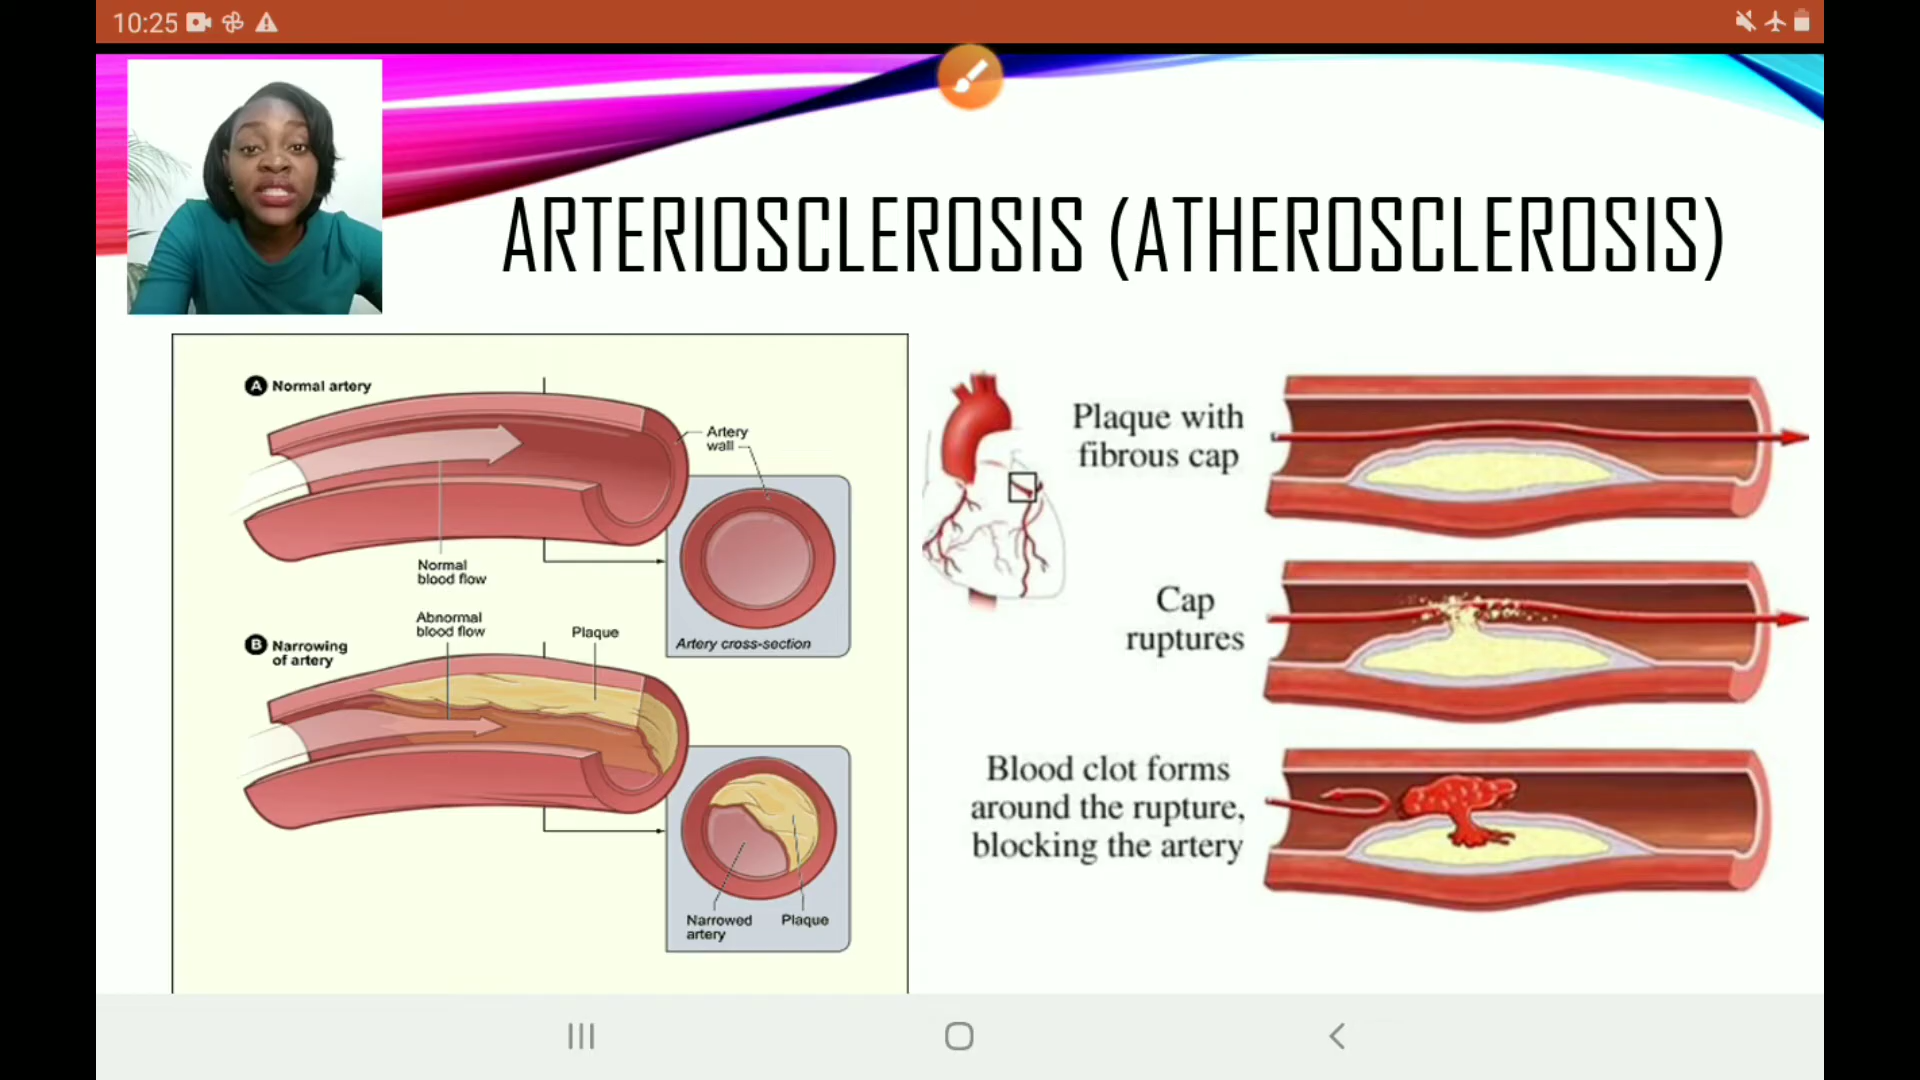 10:25
ARTERIOSCLEROSIS (ATHEROSCLEROSIS)
A Normal artery
Artery
wall
Normal
blood flow
Artery cross-section
Abnormal
blood flow
Plaque
B Narrowing
of artery
Narrowed
artery
Plaque
Plaque with
fibrous cap
Cap
ruptures
Blood clot forms
around the rupture,
blocking the artery